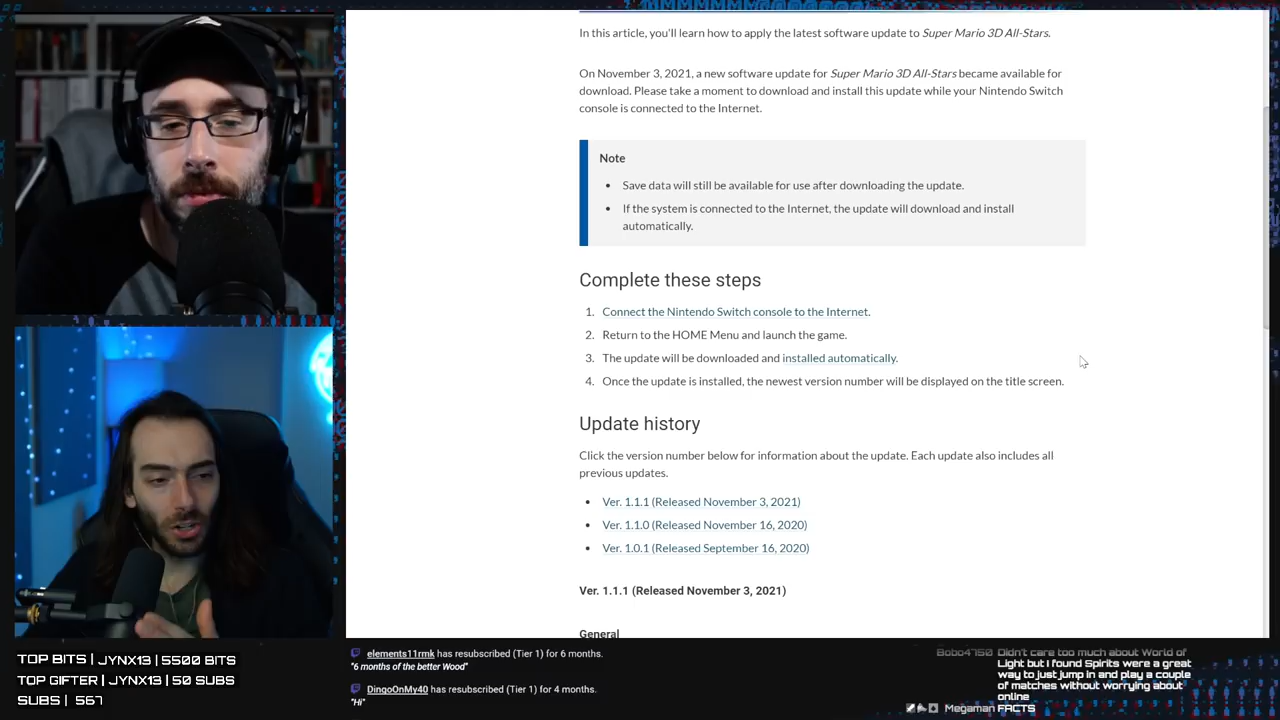 In this article, you'll learn how to apply the latest software update to Super Mario 3D All-Stars.
On November 3, 2021, a new software update for Super Mario 3D All-Stars became available for
download. Please take a moment to download and install this update while your Nintendo Switch
console is connected to the Internet.
Note
• Save data will still be available for use after downloading the update.
• If the system is connected to the Internet, the update will download and install
automatically.
Complete these steps
1. Connect the Nintendo Switch console to the Internet.
2. Return to the HOME Menu and launch the game.
3. The update will be downloaded and installed automatically.
4. Once the update is installed, the newest version number will be displayed on the title screen.
Update history
Click the version number below for information about the update. Each update also includes all
previous updates.
• Ver. 1.1.1 (Released November 3, 2021)
• Ver. 1.1.0 (Released November 16, 2020)
• Ver. 1.0.1 (Released September 16, 2020)
Ver. 1.1.1 (Released November 3, 2021)
General
TOP BITS | JYNX13 | 5500 BITS
TOP GIFTER | JYNX13 | 50 SUBS
SUBS | 567
elements11rmk has resubscribed (Tier 1) for 6 months.
"6 months of the better Wood"
DingoOnMy40 has resubscribed (Tier 1) for 4 months.
"Hi"
Bobo4750 Didn't care too much about World of
Light but I found Spirits were a great
way to just jump in and play a couple
of matches without worrying about
online
Megaman FACTS